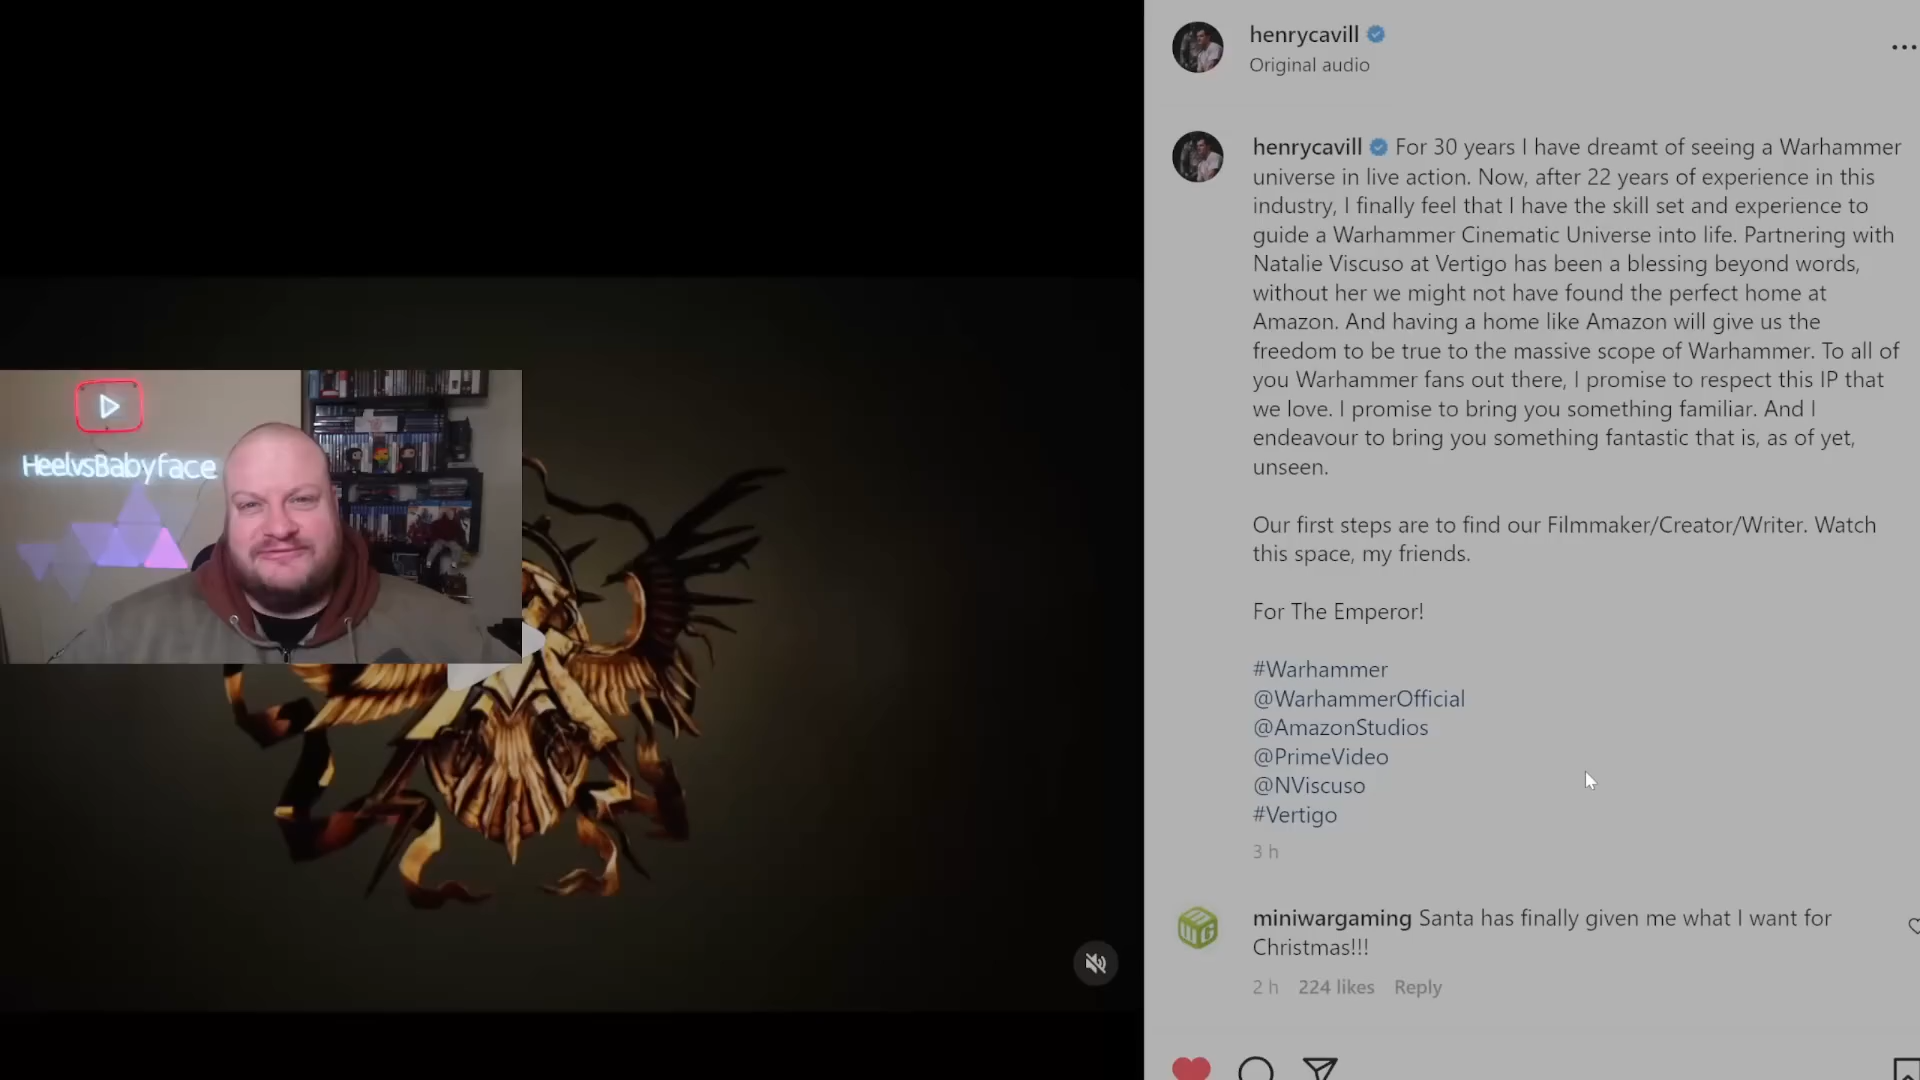 henrycavill
Original audio
henrycavill For 30 years I have dreamt of seeing a Warhammer
universe in live action. Now, after 22 years of experience in this
industry, I finally feel that I have the skill set and experience to
guide a Warhammer Cinematic Universe into life. Partnering with
Natalie Viscuso at Vertigo has been a blessing beyond words,
without her we might not have found the perfect home at
Amazon. And having a home like Amazon will give us the
freedom to be true to the massive scope of Warhammer. To all of
you Warhammer fans out there, I promise to respect this IP that
we love. I promise to bring you something familiar. And I
endeavour to bring you something fantastic that is, as of yet,
unseen.
Our first steps are to find our Filmmaker/Creator/Writer. Watch
this space, my friends.
For The Emperor!
#Warhammer
@WarhammerOfficial
@AmazonStudios
@PrimeVideo
@NViscuso
#Vertigo
3 h
miniwargaming Santa has finally given me what I want for
Christmas!!!
2 h 224 likes Reply
HeelvsBabyface